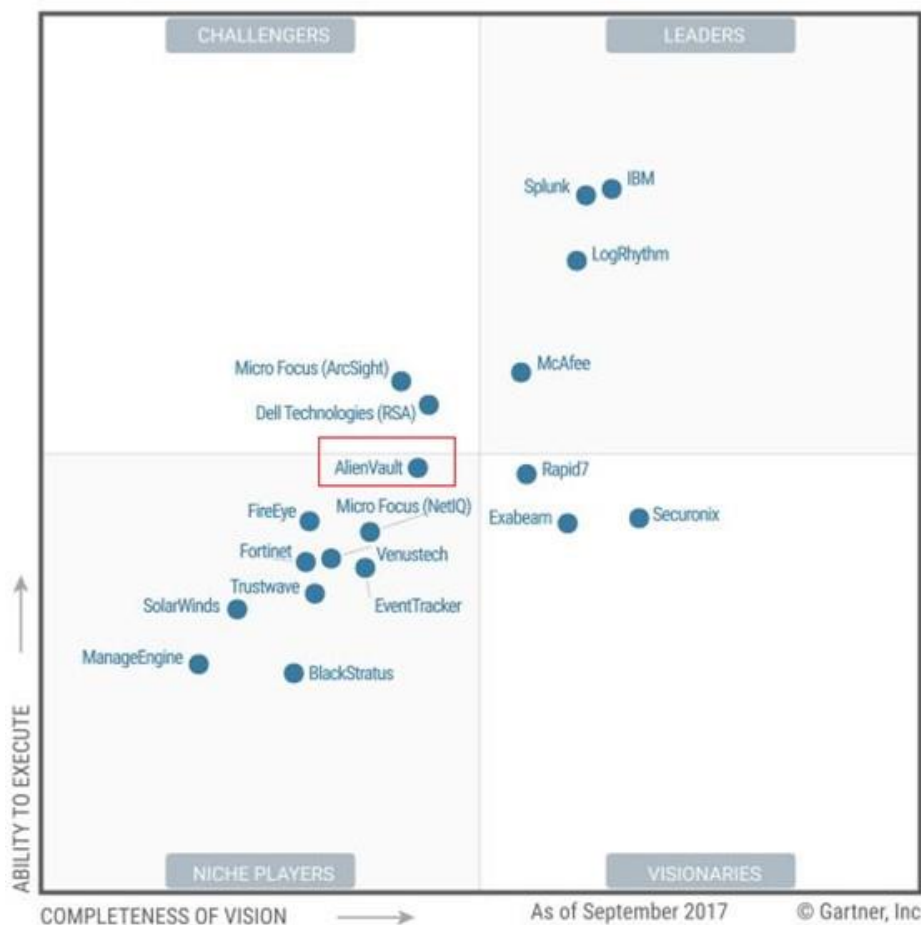 CHALLENGERS
LEADERS
Splunk
IBM
LogRhythm
Micro Focus (ArcSight)
McAfee
Dell Technologies (RSA)
AlienVault
Rapid7
FireEye
Micro Focus (NetIQ)
Exabeam
Securonix
Fortinet
Venustech
Trustwave
SolarWinds
EventTracker
ManageEngine
BlackStratus
ABILITY TO EXECUTE
NICHE PLAYERS
VISIONARIES
COMPLETENESS OF VISION
As of September 2017
© Gartner, Inc